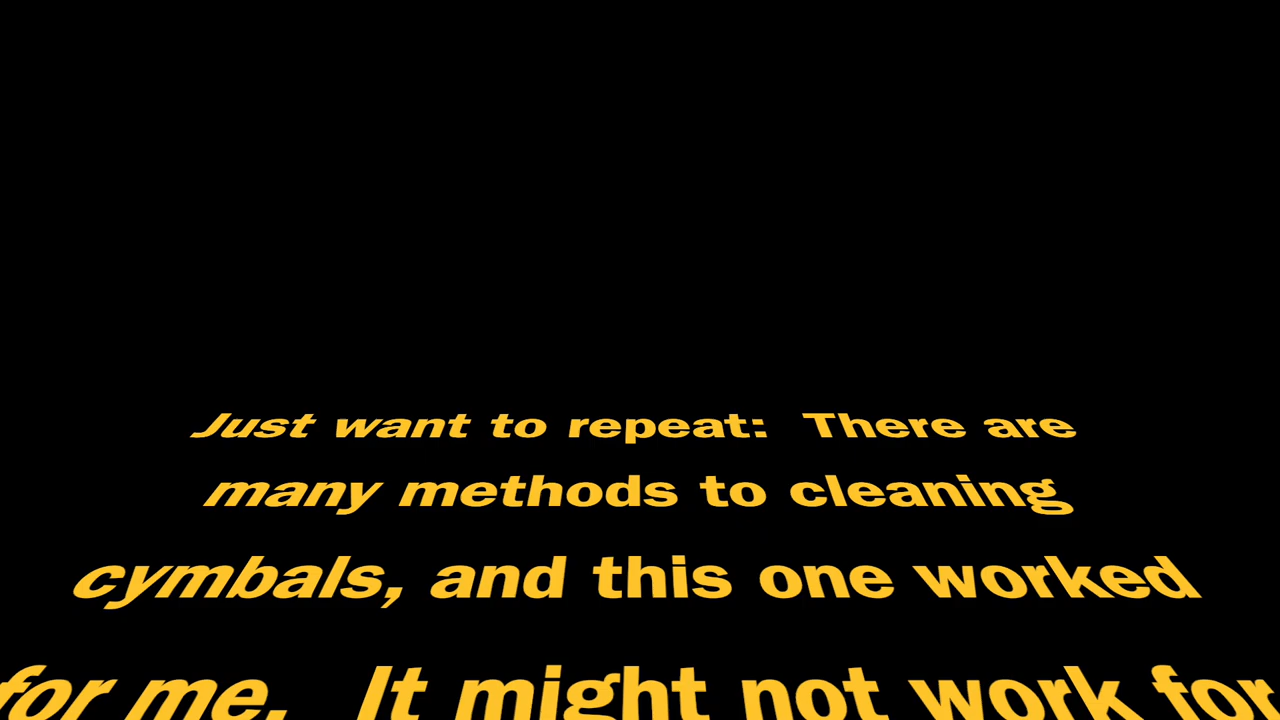 Just want to repeat:  There are
many methods to cleaning
cymbals, and this one worked
for me.  It might not work for